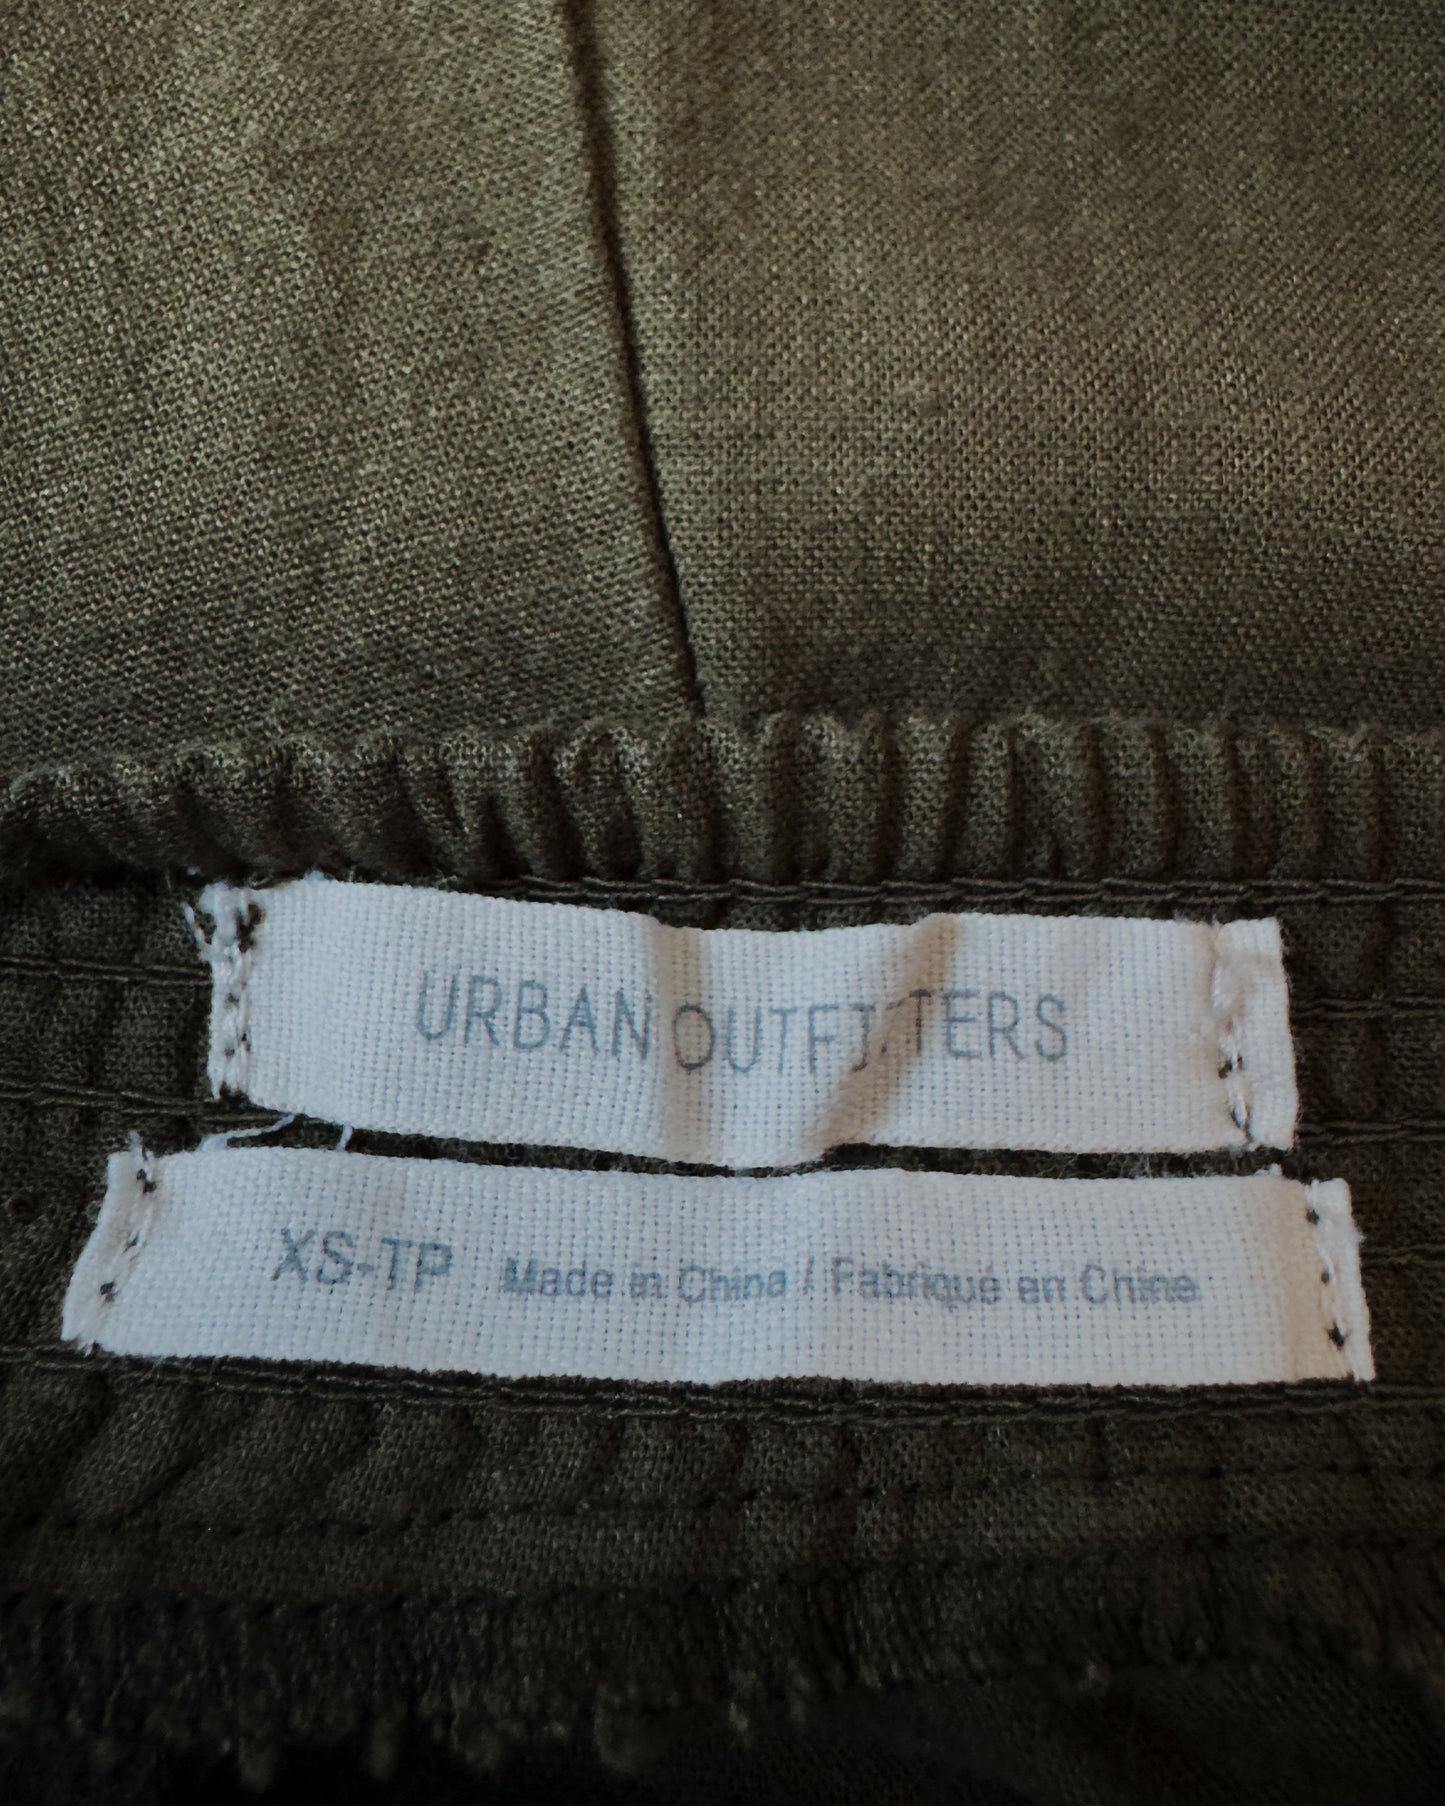 URBAN OUTFITTERS
XS-TP Made in China / Fabriqué en Chine